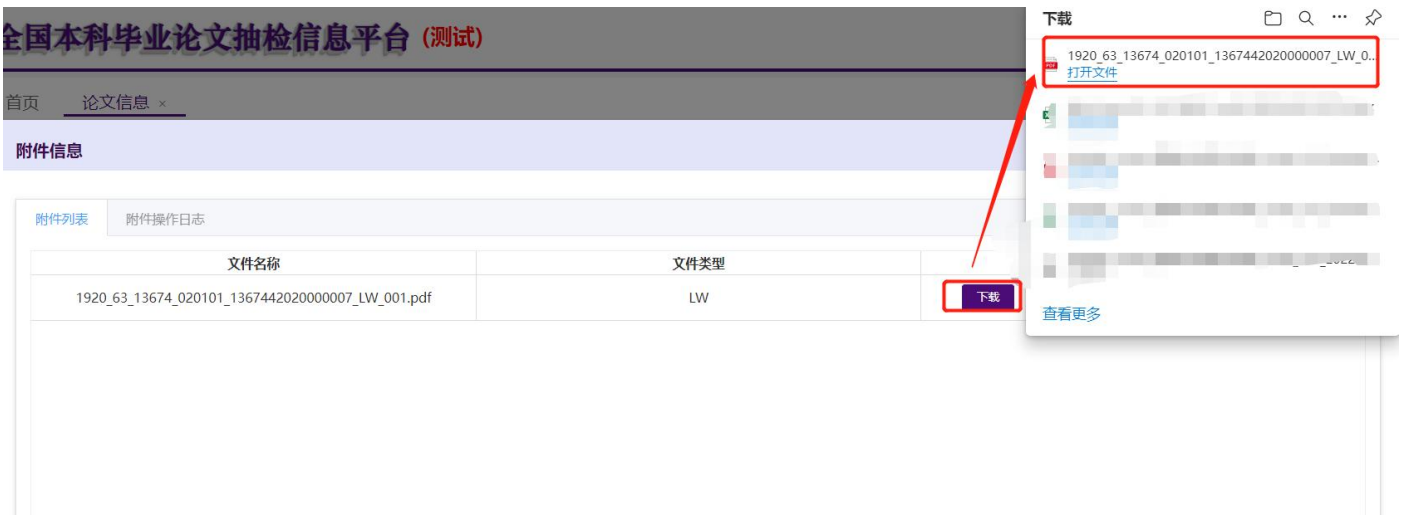 全国本科毕业论文抽检信息平台 (测试)
首页 论文信息 ×
附件信息
附件列表 附件操作日志
文件名称 文件类型
1920_63_13674_020101_1367442020000007_LW_001.pdf LW 下载
下载
1920_63_13674_020101_1367442020000007_LW_0...
打开文件
查看更多